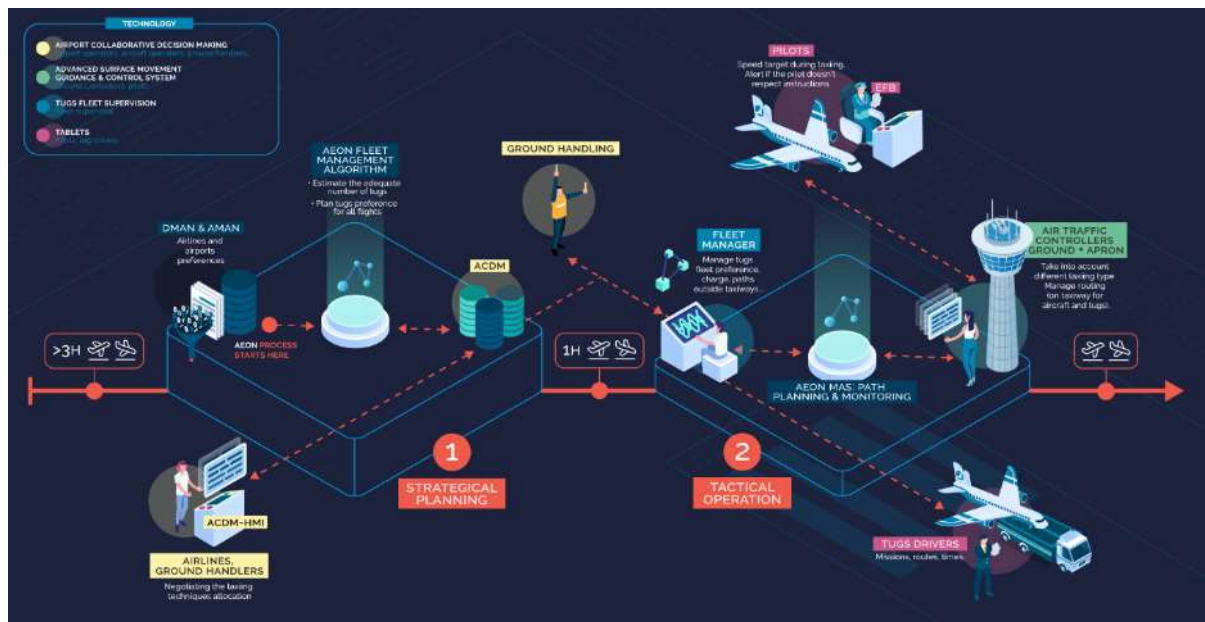 TECHNOLOGY
AIRPORT COLLABORATIVE DECISION MAKING
ADVANCED SURFACE MOVEMENT
GUIDANCE & CONTROL SYSTEM
TUGS FLEET SUPERVISION
TABLETS
PILOTS
Speed target during taxiing.
Alert if the pilot doesn't
respect instructions
EFB
AEON FLEET
MANAGEMENT
ALGORITHM
• Estimate the adequate
number of tugs
• Plan tugs preference
for all flights
GROUND HANDLING
DMAN & AMAN
Airlines and
airports
preferences
ACDM
AEON PROCESS
STARTS HERE
FLEET
MANAGER
Manage tugs
fleet preference,
charge, paths
outside taxiways...
AIR TRAFFIC
CONTROLLERS
GROUND + APRON
Take into account
different taxiing type
Manage routing
(on taxiway for
aircraft and tugs).
>3H
1H
AEON MAS: PATH
PLANNING & MONITORING
1
STRATEGICAL
PLANNING
2
TACTICAL
OPERATION
ACDM-HMI
AIRLINES,
GROUND HANDLERS
Negotiating the taxiing
techniques allocation
TUGS DRIVERS
Missions, routes, times.